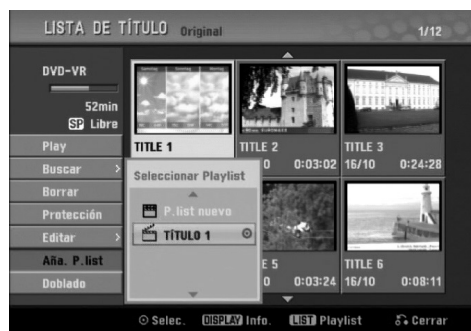 LISTA DE TÍTULO Original 1/12
DVD-VR
52min
SP Libre
Play
Buscar >
Borrar
Protección
Editar >
Aña. P.list
Doblado
TITLE 1
TITLE 2
0:03:02
TITLE 3
16/10 0:24:28
Seleccionar Playlist
P.list nuevo
TÍTULO 1
E 5
0 0:03:24
TITLE 6
16/10 0:08:11
Selec. DISPLAY Info. LIST Playlist Cerrar